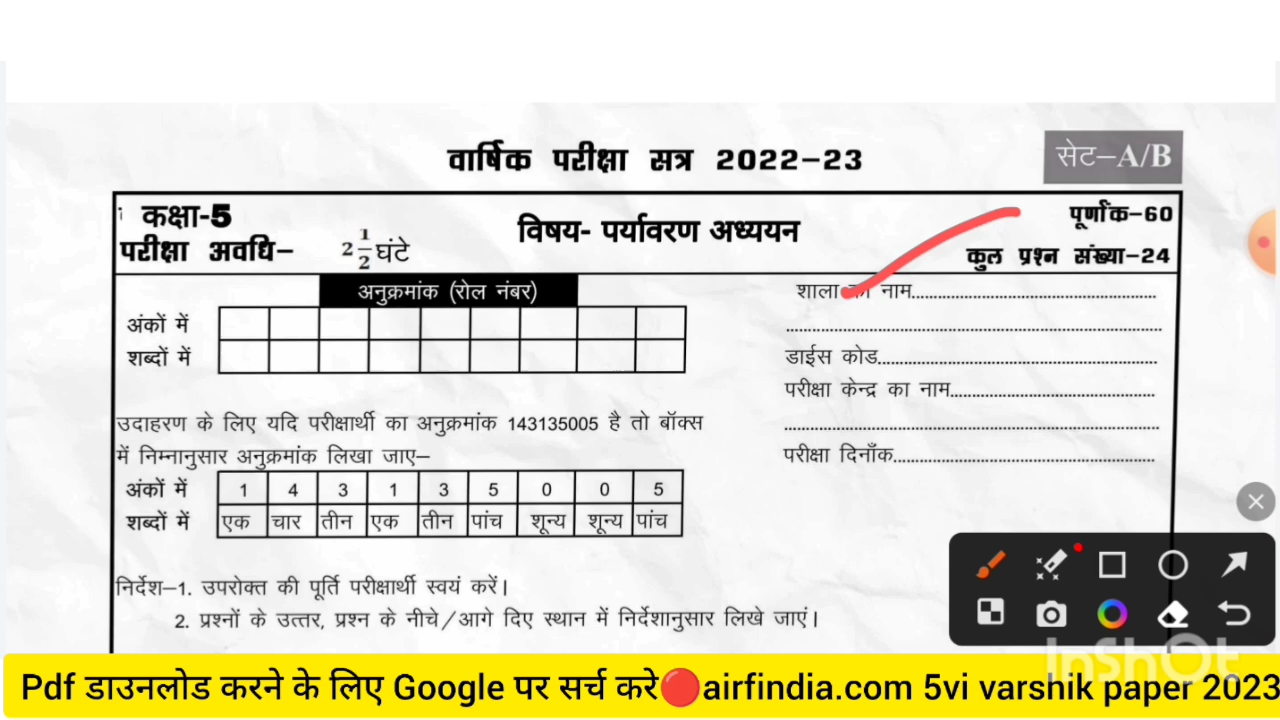 वार्षिक परीक्षा सत्र 2022-23
सेट-A/B
कक्षा-5
विषय- पर्यावरण अध्ययन
पूर्णांक-60
परीक्षा अवधि- 2 1/2 घंटे
कुल प्रश्न संख्या-24
अनुक्रमांक (रोल नंबर)
अंकों में
शब्दों में
शाला का नाम
डाईस कोड
परीक्षा केन्द्र का नाम
परीक्षा दिनाँक
उदाहरण के लिए यदि परीक्षार्थी का अनुक्रमांक 143135005 है तो बॉक्स
में निम्नानुसार अनुक्रमांक लिखा जाए-
अंकों में 1 4 3 1 3 5 0 0 5
शब्दों में एक चार तीन एक तीन पांच शून्य शून्य पांच
निर्देश-1. उपरोक्त की पूर्ति परीक्षार्थी स्वयं करें।
2. प्रश्नों के उत्तर, प्रश्न के नीचे/आगे दिए स्थान में निर्देशानुसार लिखे जाएं।
InShOt
Pdf डाउनलोड करने के लिए Google पर सर्च करे🔴airfindia.com 5vi varshik paper 2023